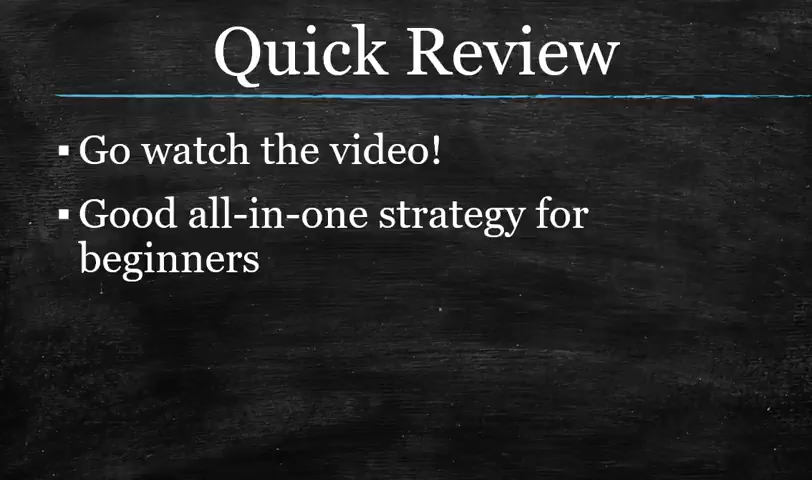 Quick Review
▪ Go watch the video!
▪ Good all-in-one strategy for
beginners